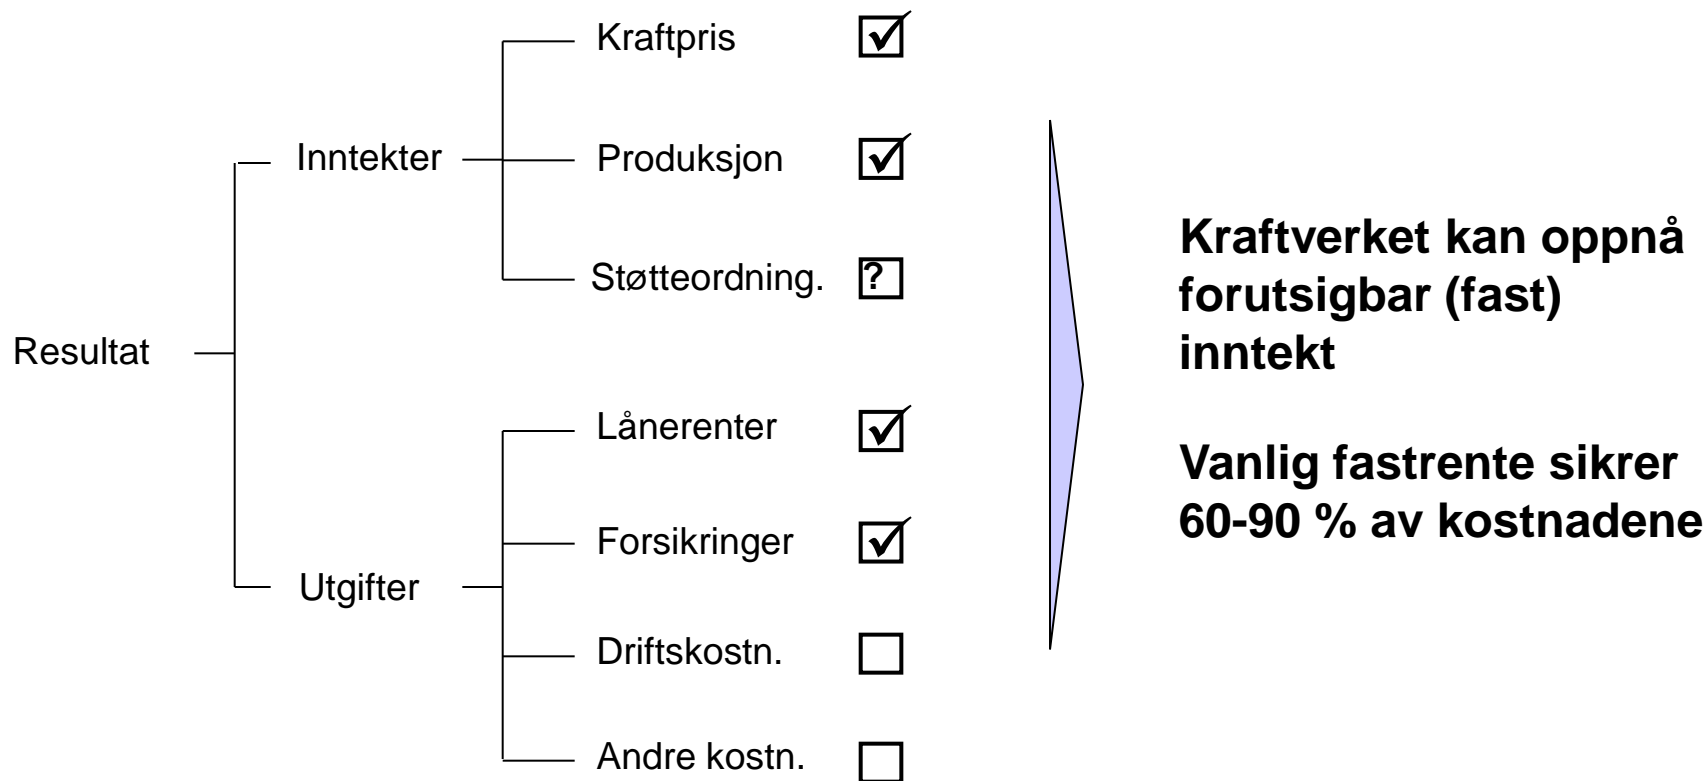 Kraftpris
Inntekter
Produksjon
Støtteordning.
?
Resultat
Lånerenter
Forsikringer
Utgifter
Driftskostn.
Andre kostn.
Kraftverket kan oppnå
forutsigbar (fast)
inntekt
Vanlig fastrente sikrer
60-90 % av kostnadene